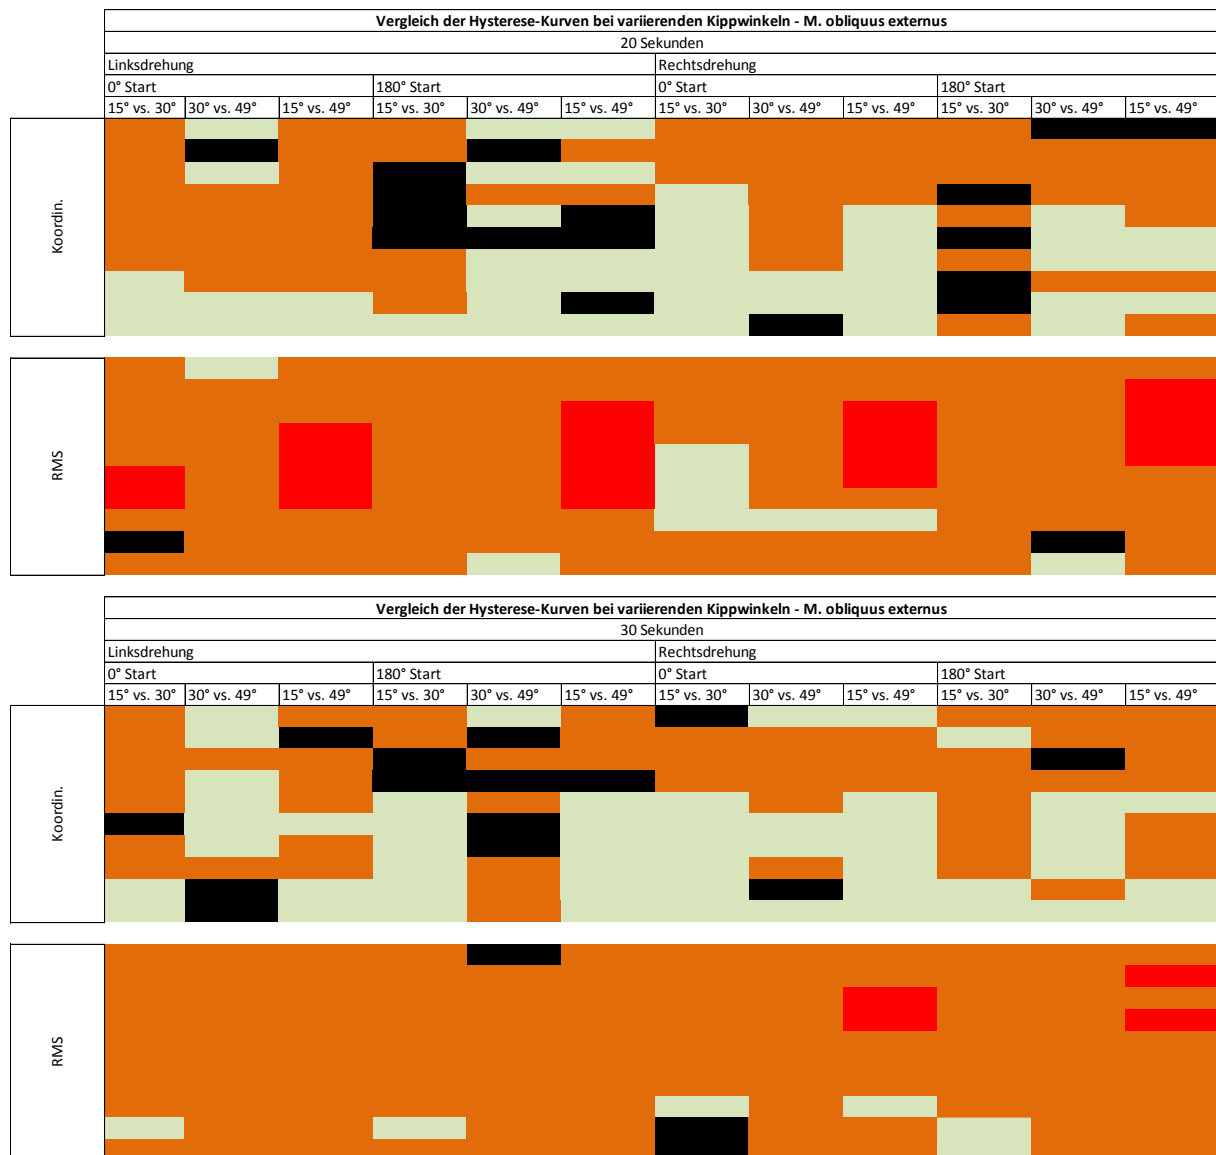 Vergleich der Hysterese-Kurven bei variierenden Kippwinkeln - M. obliquus externus
20 Sekunden
Linksdrehung Rechtsdrehung
0° Start 180° Start 0° Start 180° Start
15° vs. 30° 30° vs. 49° 15° vs. 49° 15° vs. 30° 30° vs. 49° 15° vs. 49° 15° vs. 30° 30° vs. 49° 15° vs. 49° 15° vs. 30° 30° vs. 49° 15° vs. 49°
Koordin.
RMS
Vergleich der Hysterese-Kurven bei variierenden Kippwinkeln - M. obliquus externus
30 Sekunden
Linksdrehung Rechtsdrehung
0° Start 180° Start 0° Start 180° Start
15° vs. 30° 30° vs. 49° 15° vs. 49° 15° vs. 30° 30° vs. 49° 15° vs. 49° 15° vs. 30° 30° vs. 49° 15° vs. 49° 15° vs. 30° 30° vs. 49° 15° vs. 49°
Koordin.
RMS